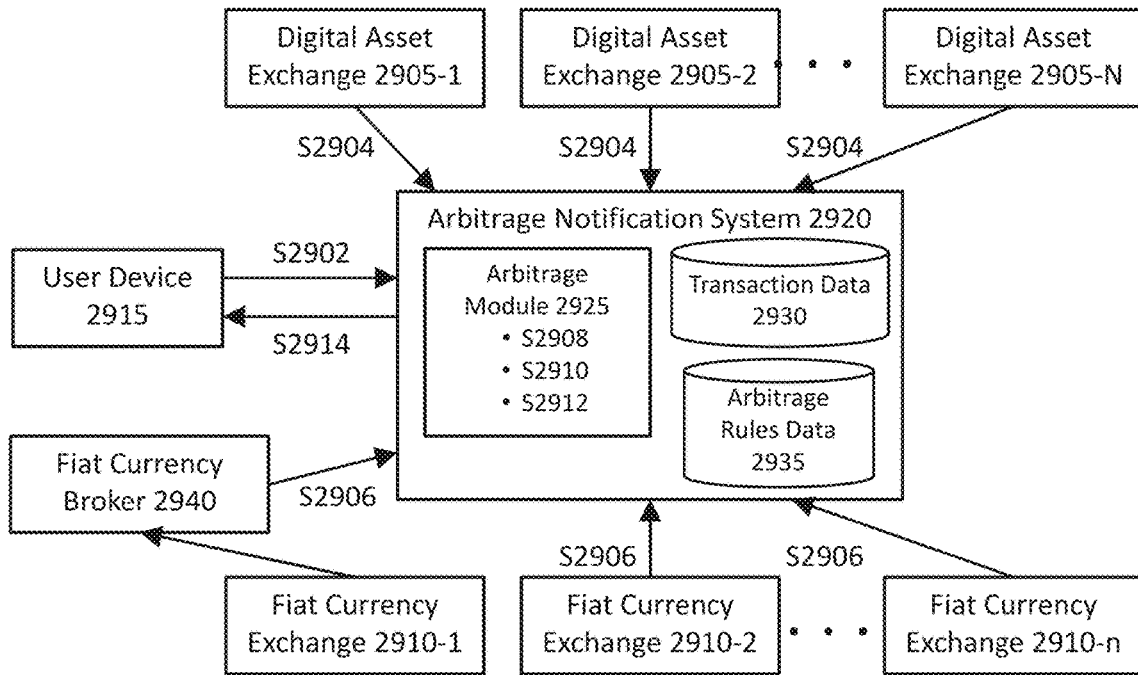 Digital Asset
Exchange 2905-1
Digital Asset
Exchange 2905-2
• • •
Digital Asset
Exchange 2905-N
S2904
S2904
S2904
Arbitrage Notification System 2920
Arbitrage
Module 2925
• S2908
• S2910
• S2912
Transaction Data
2930
Arbitrage
Rules Data
2935
S2902
User Device
2915
S2914
Fiat Currency
Broker 2940
S2906
S2906
S2906
Fiat Currency
Exchange 2910-1
Fiat Currency
Exchange 2910-2
• • •
Fiat Currency
Exchange 2910-n